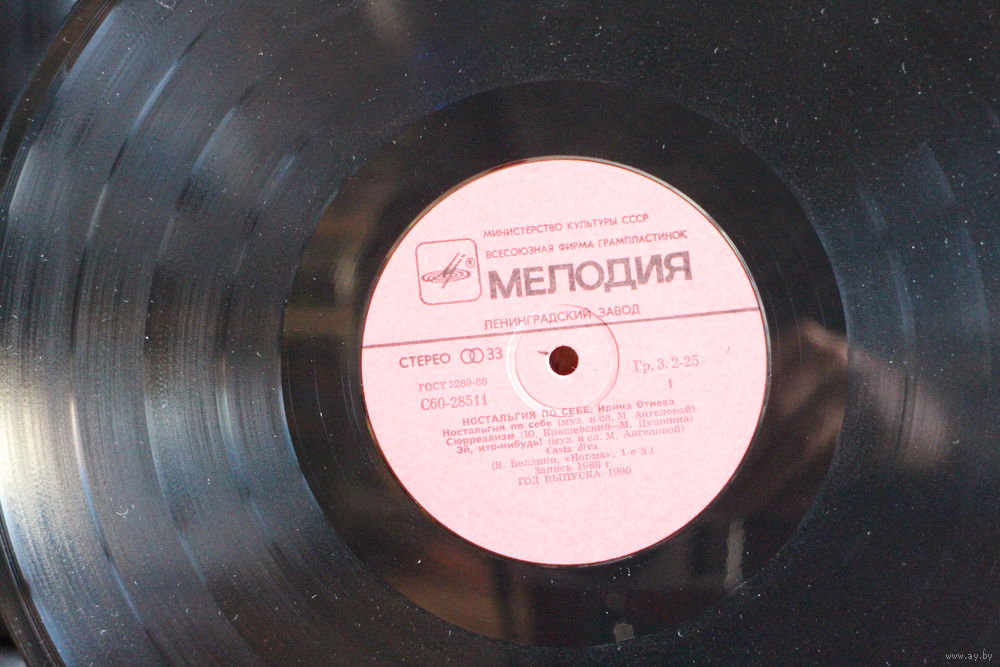 МИНИСТЕРСТВО КУЛЬТУРЫ СССР
ВСЕСОЮЗНАЯ ФИРМА ГРАМПЛАСТИНОК
®
МЕЛОДИЯ
ЛЕНИНГРАДСКИЙ ЗАВОД
СТЕРЕО 33
Гр. 3. 2-25
ГОСТ 5289-88
С60-28511
1
НОСТАЛЬГИЯ ПО СЕБЕ. Ирина Отиева
Ностальгия по себе (муз. и сл. М. Ангеловой)
Сюрреализм (Ю. Крашевский—М. Пушкина)
Эй, кто-нибудь! (муз. и сл. М. Ангеловой)
Casta diva
(В. Беллини, «Норма», 1-е д.)
Запись 1988 г.
ГОД ВЫПУСКА 1990
www.ay.by